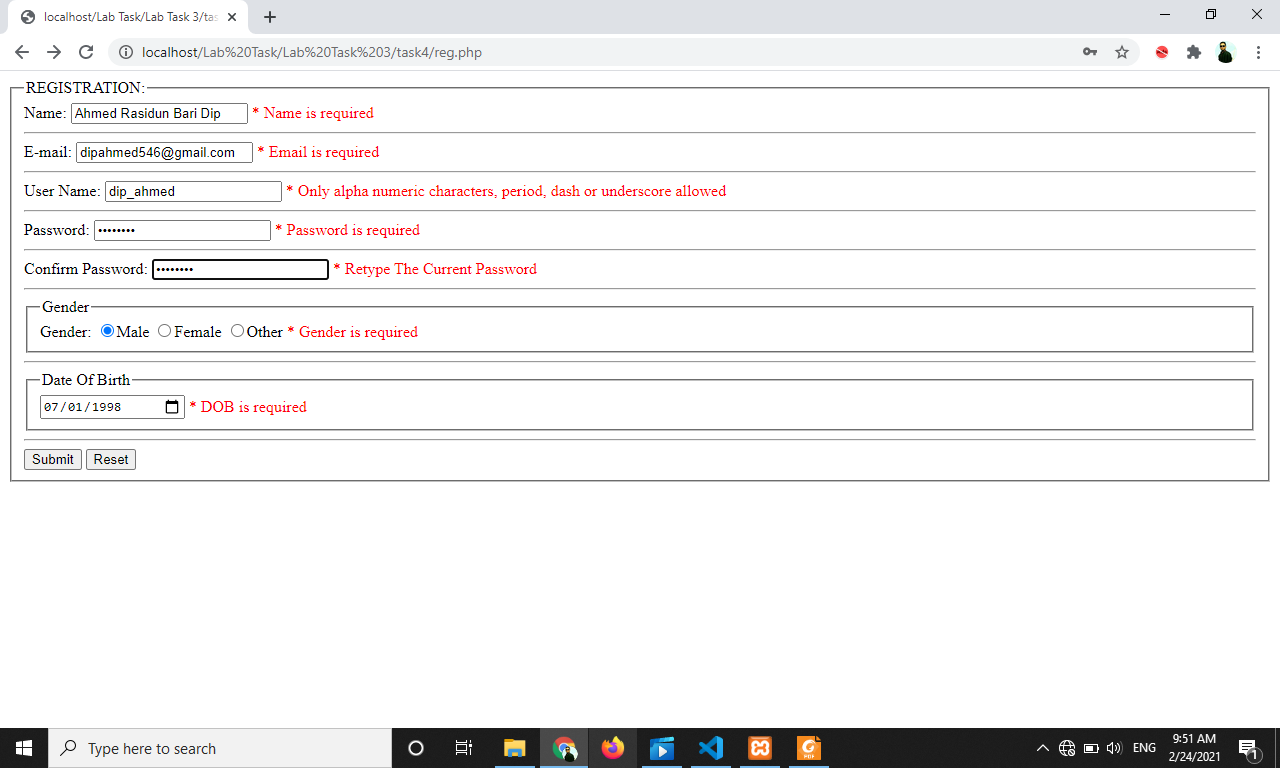 localhost/Lab Task/Lab Task 3/tas
localhost/Lab%20Task/Lab%20Task%203/task4/reg.php
REGISTRATION:
Name: Ahmed Rasidun Bari Dip * Name is required
E-mail: dipahmed546@gmail.com * Email is required
User Name: dip_ahmed * Only alpha numeric characters, period, dash or underscore allowed
Password: •••••••• * Password is required
Confirm Password: •••••••• * Retype The Current Password
Gender
Gender: Male Female Other * Gender is required
Date Of Birth
07/01/1998 * DOB is required
Submit Reset
Type here to search
ENG
9:51 AM
2/24/2021
1